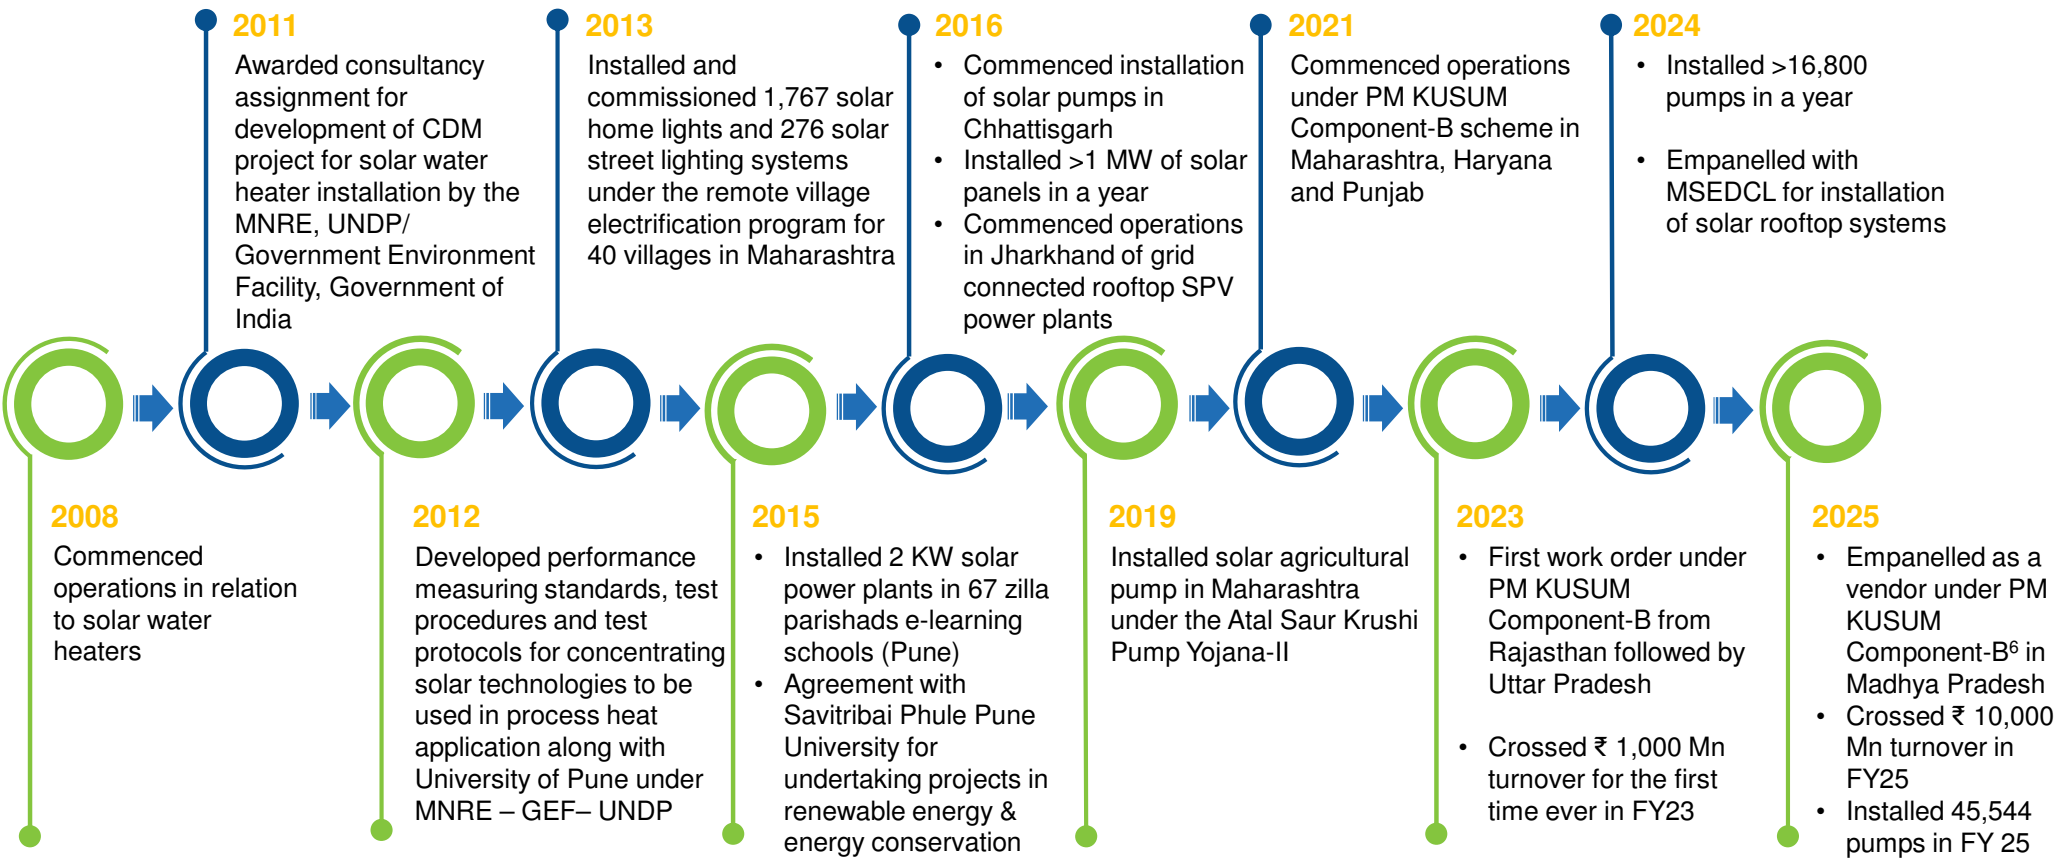 2011
Awarded consultancy
assignment for
development of CDM
project for solar water
heater installation by the
MNRE, UNDP/
Government Environment
Facility, Government of
India
2013
Installed and
commissioned 1,767 solar
home lights and 276 solar
street lighting systems
under the remote village
electrification program for
40 villages in Maharashtra
2016
• Commenced installation
of solar pumps in
Chhattisgarh
• Installed >1 MW of solar
panels in a year
• Commenced operations
in Jharkhand of grid
connected rooftop SPV
power plants
2021
Commenced operations
under PM KUSUM
Component-B scheme in
Maharashtra, Haryana
and Punjab
2024
• Installed >16,800
pumps in a year
• Empanelled with
MSEDCL for installation
of solar rooftop systems
2008
Commenced
operations in relation
to solar water
heaters
2012
Developed performance
measuring standards, test
procedures and test
protocols for concentrating
solar technologies to be
used in process heat
application along with
University of Pune under
MNRE – GEF– UNDP
2015
• Installed 2 KW solar
power plants in 67 zilla
parishads e-learning
schools (Pune)
• Agreement with
Savitribai Phule Pune
University for
undertaking projects in
renewable energy &
energy conservation
2019
Installed solar agricultural
pump in Maharashtra
under the Atal Saur Krushi
Pump Yojana-II
2023
• First work order under
PM KUSUM
Component-B from
Rajasthan followed by
Uttar Pradesh
• Crossed ₹ 1,000 Mn
turnover for the first
time ever in FY23
2025
• Empanelled as a
vendor under PM
KUSUM
Component-B⁶ in
Madhya Pradesh
• Crossed ₹ 10,000
Mn turnover in
FY25
• Installed 45,544
pumps in FY 25